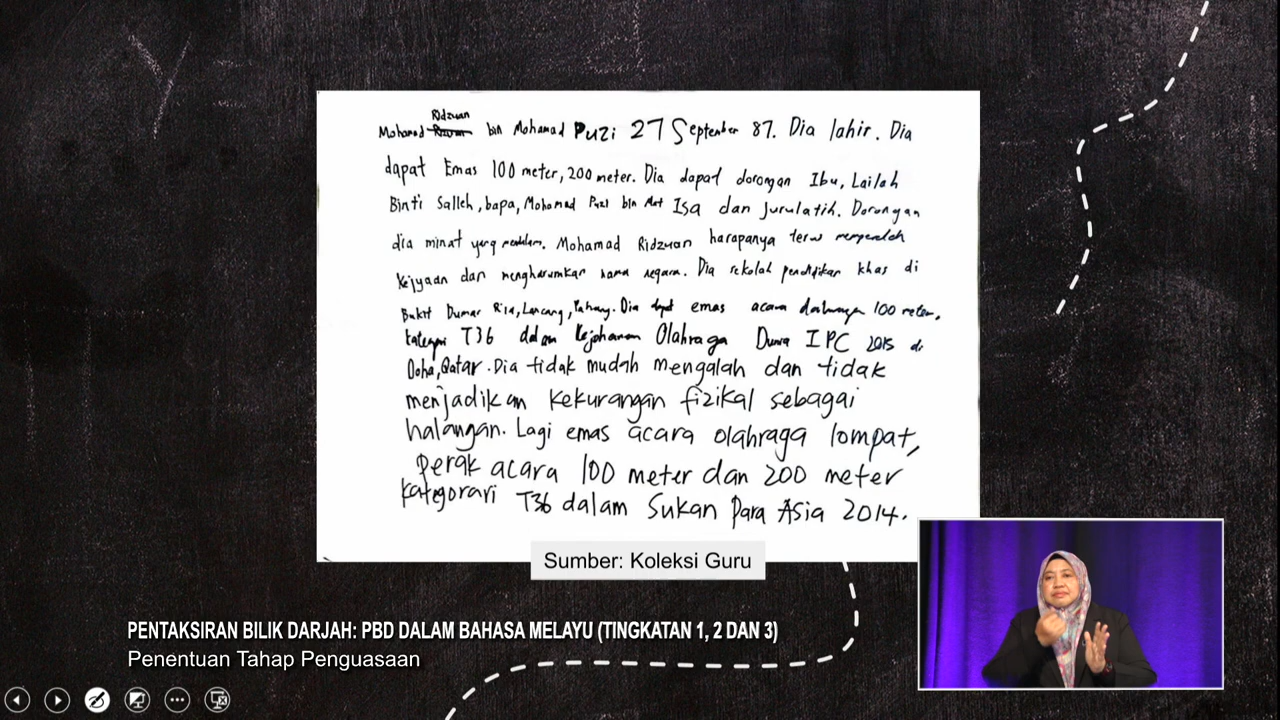 Ridzuan
Mohamad bin Mohamad Puzi 27 September 87. Dia lahir. Dia
dapat Emas 100 meter, 200 meter. Dia dapat dorongan Ibu, Lailah
Binti Salleh, bapa, Mohamad Puzi bin Mat Isa dan Jurulatih. Dorongan
dia minat yang mendalam. Mohamad Ridzuan harapanya terus memperoleh
Kejyaan dan mengharumkan nama negara. Dia sekolah pendidikan khas di
Bukit Ria, Lancang, Pahang. Dia dapat emas acara 100 meter,
kategori T36 dalam Kejohanan Olahraga Dunia IPC 2015 di
Doha, Qatar. Dia tidak mudah mengalah dan tidak
menjadikan kekurangan fizikal sebagai
halangan. Lagi emas acara olahraga lompat,
perak acara 100 meter dan 200 meter
kategorari T36 dalam Sukan Para Asia 2014.
Sumber: Koleksi Guru
PENTAKSIRAN BILIK DARJAH: PBD DALAM BAHASA MELAYU (TINGKATAN 1, 2 DAN 3)
Penentuan Tahap Penguasaan